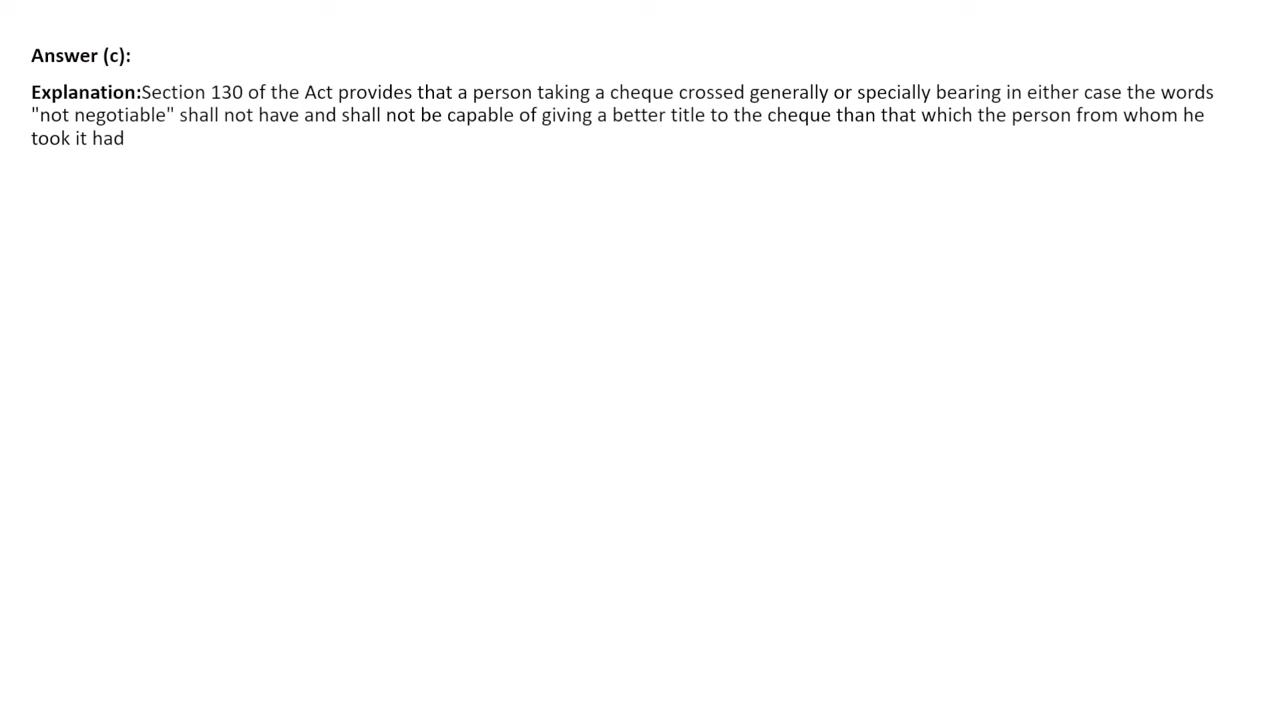 Answer (c):
Explanation:Section 130 of the Act provides that a person taking a cheque crossed generally or specially bearing in either case the words
"not negotiable" shall not have and shall not be capable of giving a better title to the cheque than that which the person from whom he
took it had